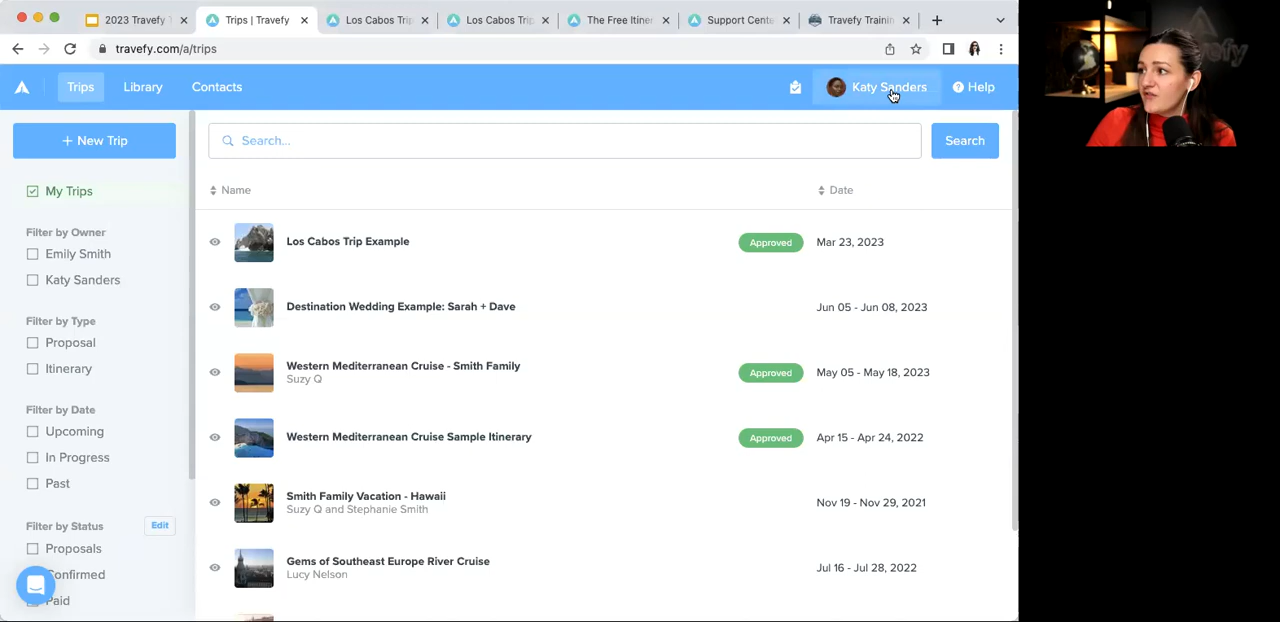 2023 Travefy T
Trips | Travefy
Los Cabos Trip
Los Cabos Trip
The Free Itiner
Support Cente
Travefy Trainin
travefy.com/a/trips
Trips
Library
Contacts
Katy Sanders
Help
+ New Trip
Search...
Search
My Trips
Filter by Owner
Emily Smith
Katy Sanders
Filter by Type
Proposal
Itinerary
Filter by Date
Upcoming
In Progress
Past
Filter by Status
Edit
Proposals
Confirmed
Paid
Name
Date
Los Cabos Trip Example
Approved
Mar 23, 2023
Destination Wedding Example: Sarah + Dave
Jun 05 - Jun 08, 2023
Western Mediterranean Cruise - Smith Family
Suzy Q
Approved
May 05 - May 18, 2023
Western Mediterranean Cruise Sample Itinerary
Approved
Apr 15 - Apr 24, 2022
Smith Family Vacation - Hawaii
Suzy Q and Stephanie Smith
Nov 19 - Nov 29, 2021
Gems of Southeast Europe River Cruise
Lucy Nelson
Jul 16 - Jul 28, 2022